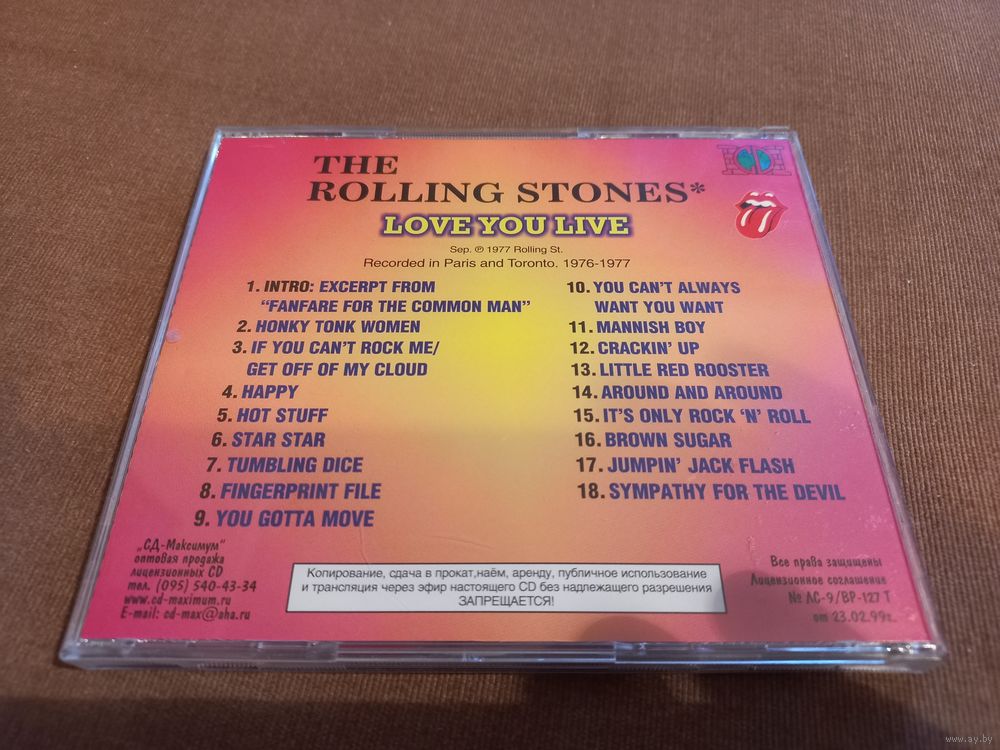 THE
ROLLING STONES*
LOVE YOU LIVE
Sep. ℗ 1977 Rolling St.
Recorded in Paris and Toronto. 1976-1977
1. INTRO: EXCERPT FROM
"FANFARE FOR THE COMMON MAN"
2. HONKY TONK WOMEN
3. IF YOU CAN'T ROCK ME/
GET OFF OF MY CLOUD
4. HAPPY
5. HOT STUFF
6. STAR STAR
7. TUMBLING DICE
8. FINGERPRINT FILE
9. YOU GOTTA MOVE
10. YOU CAN'T ALWAYS
WANT YOU WANT
11. MANNISH BOY
12. CRACKIN' UP
13. LITTLE RED ROOSTER
14. AROUND AND AROUND
15. IT'S ONLY ROCK 'N' ROLL
16. BROWN SUGAR
17. JUMPIN' JACK FLASH
18. SYMPATHY FOR THE DEVIL
„СД-Максимум"
оптовая продажа
лицензионных CD
тел. (095) 540-43-34
www.cd-maximum.ru
E-mail: cd-max@aha.ru
Копирование, сдача в прокат,наём, аренду, публичное использование
и трансляция через эфир настоящего CD без надлежащего разрешения
ЗАПРЕЩАЕТСЯ!
Все права защищены
Лицензионное соглашение
№ АС-9/ВР-127 Т
от 23.02.99г.
www.ay.by